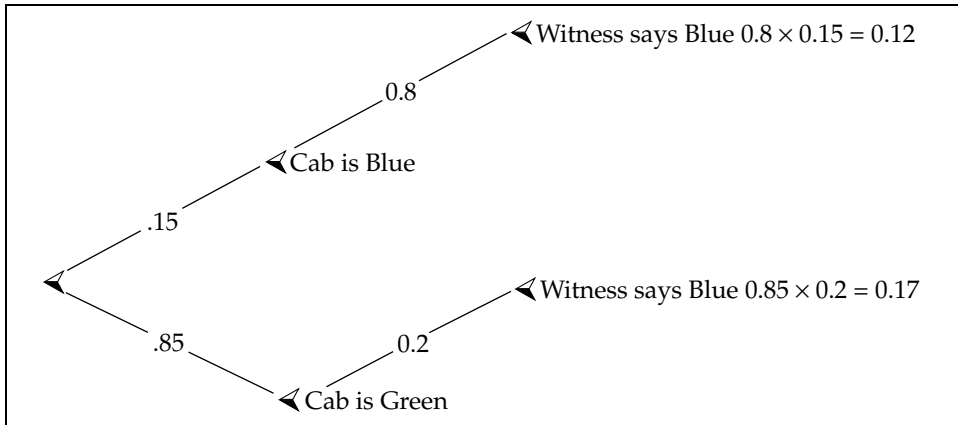 Witness says Blue 0.8 × 0.15 = 0.12
0.8
Cab is Blue
.15
Witness says Blue 0.85 × 0.2 = 0.17
.85
0.2
Cab is Green